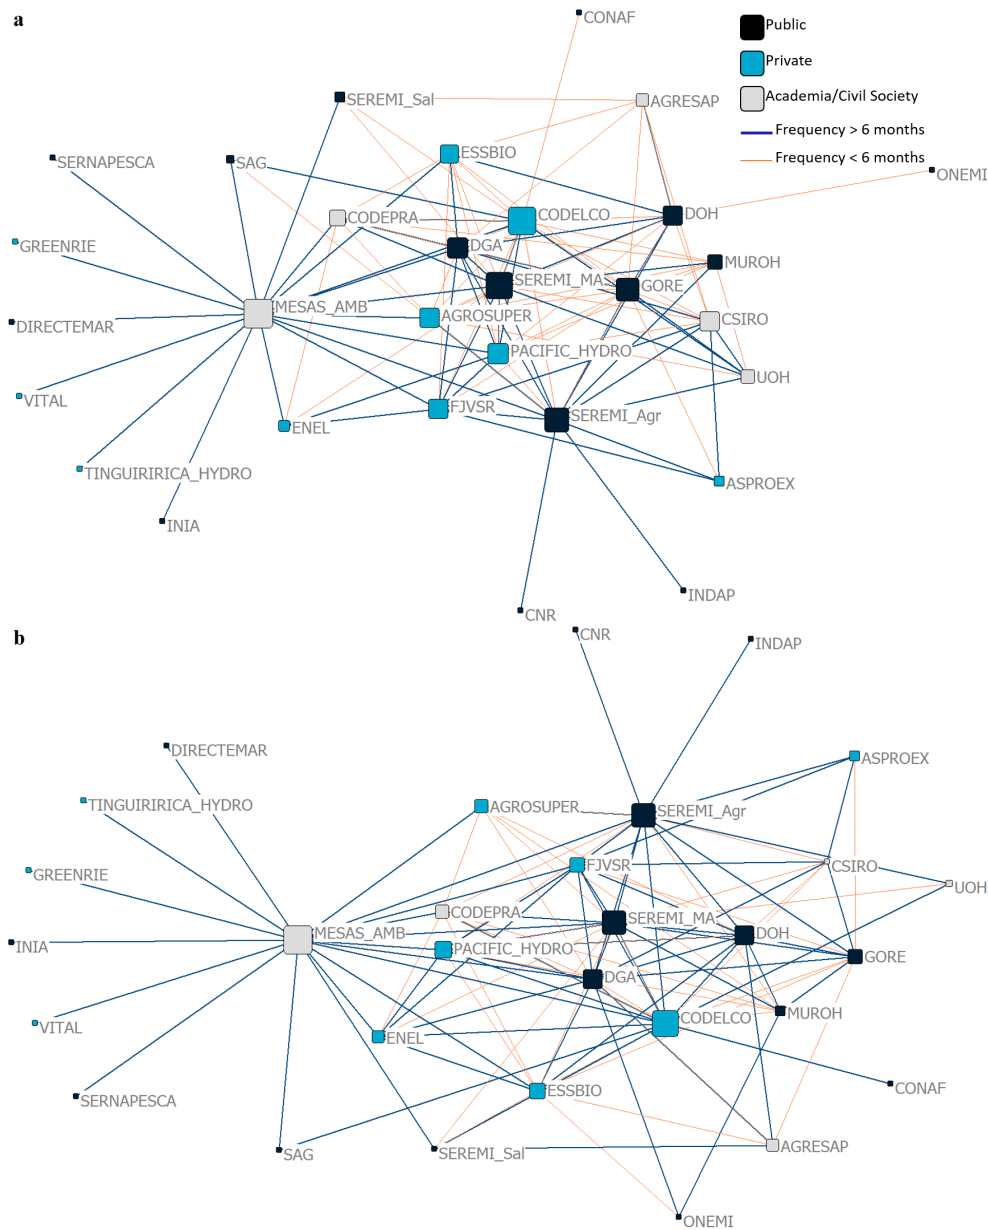 a
CONAF
Public
Private
Academia/Civil Society
Frequency > 6 months
Frequency < 6 months
SEREMI_Sal
AGRESAP
ESSBIO
SERNAPESCA
SAG
ONEMI
CODEPRA
CODELCO
DOH
GREENRIE
DGA
MUROH
SEREMI_MA
GORE
MESAS_AMB
AGROSUPER
CSIRO
DIRECTEMAR
PACIFIC_HYDRO
UOH
VITAL
FJVSR
SEREMI_Agr
ENEL
TINGUIRIRICA_HYDRO
ASPROEX
INIA
INDAP
CNR
b
CNR
INDAP
DIRECTEMAR
ASPROEX
TINGUIRIRICA_HYDRO
AGROSUPER
SEREMI_Agr
GREENRIE
FJVSR
CSIRO
UOH
CODEPRA
SEREMI_MA
MESAS_AMB
DOH
INIA
PACIFIC_HYDRO
GORE
DGA
VITAL
CODELCO
MUROH
ENEL
CONAF
ESSBIO
SERNAPESCA
SAG
SEREMI_Sal
AGRESAP
ONEMI